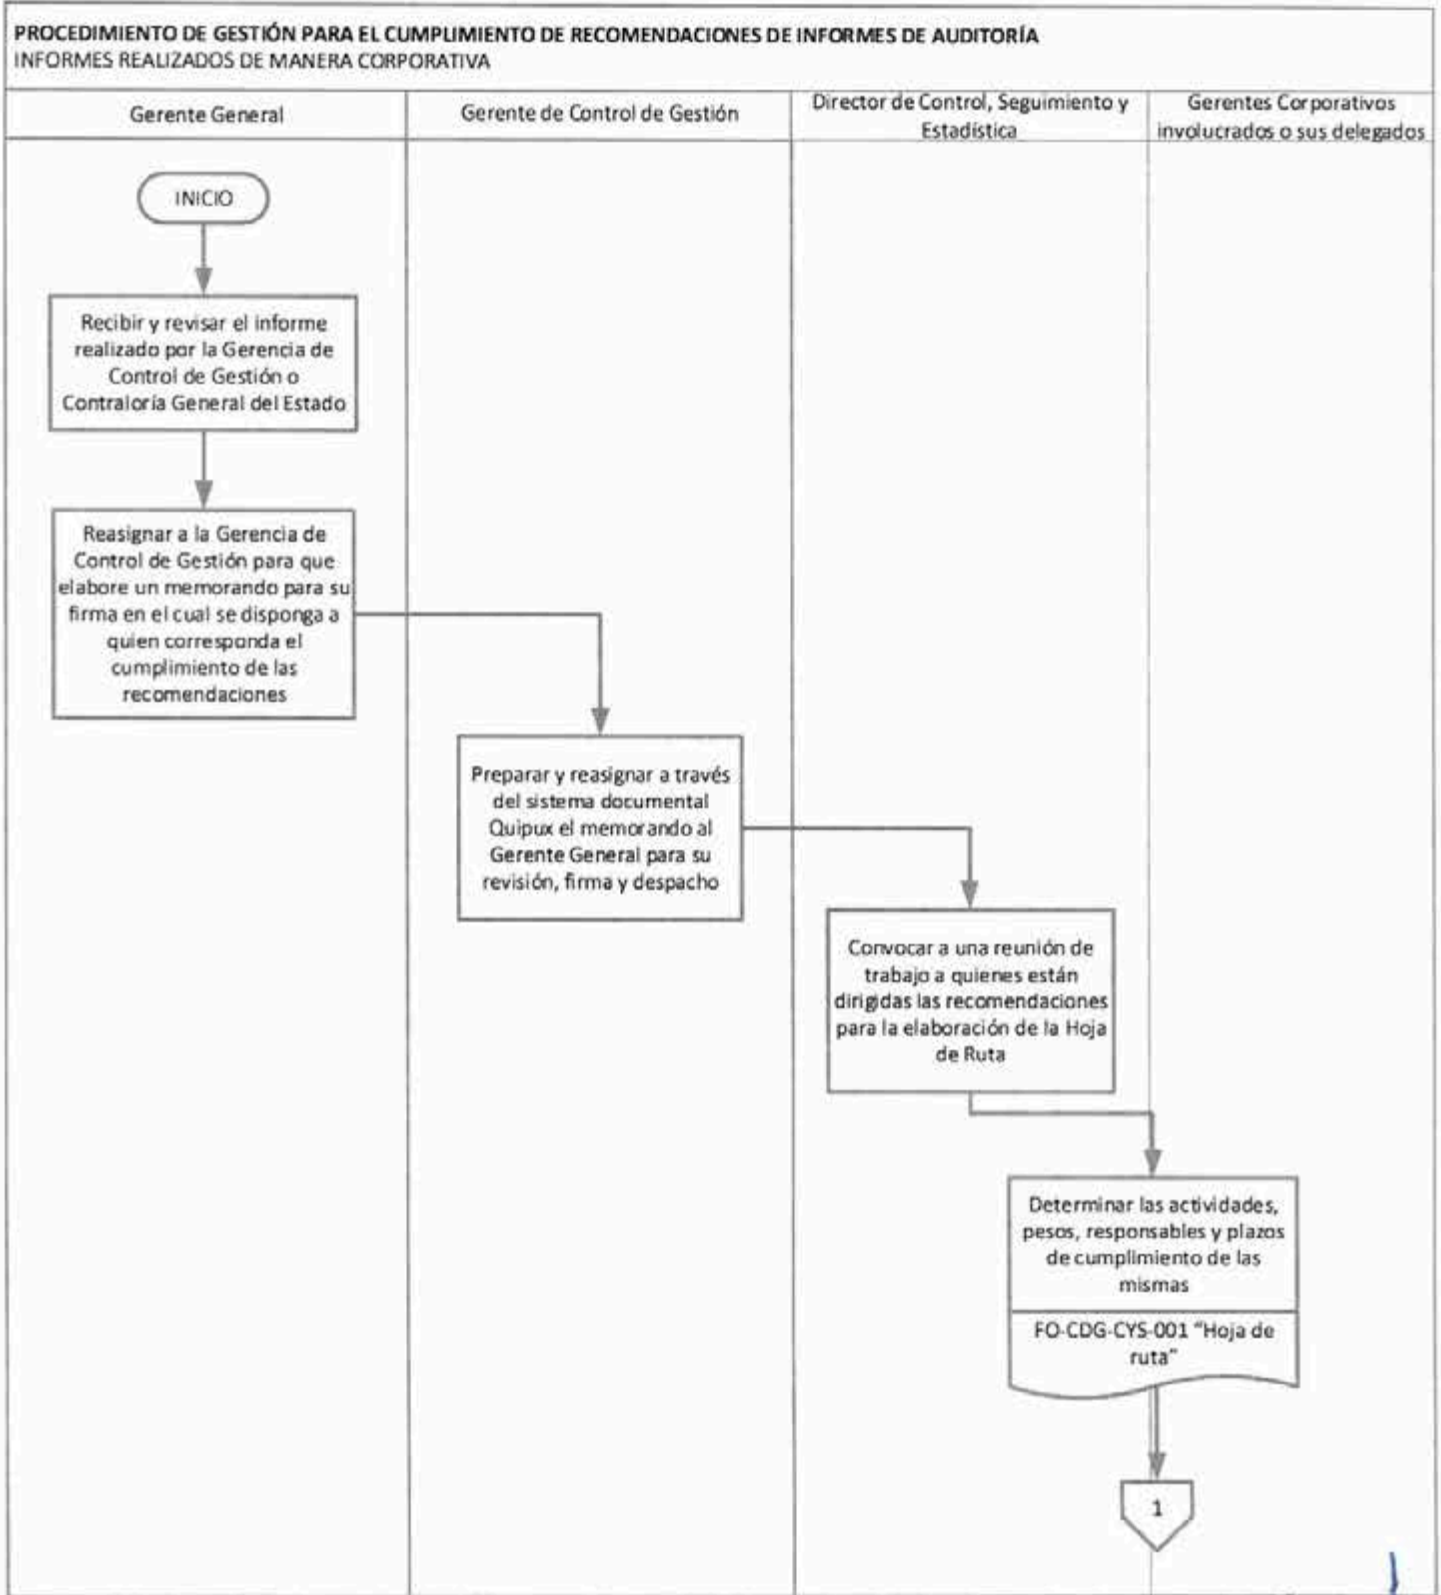 PROCEDIMIENTO DE GESTIÓN PARA EL CUMPLIMIENTO DE RECOMENDACIONES DE INFORMES DE AUDITORÍA
INFORMES REALIZADOS DE MANERA CORPORATIVA
Gerente General
Gerente de Control de Gestión
Director de Control, Seguimiento y
Estadística
Gerentes Corporativos
involucrados o sus delegados
INICIO
Recibir y revisar el informe
realizado por la Gerencia de
Control de Gestión o
Contraloría General del Estado
Reasignar a la Gerencia de
Control de Gestión para que
elabore un memorando para su
firma en el cual se disponga a
quien corresponda el
cumplimiento de las
recomendaciones
Preparar y reasignar a través
del sistema documental
Quipux el memorando al
Gerente General para su
revisión, firma y despacho
Convocar a una reunión de
trabajo a quienes están
dirigidas las recomendaciones
para la elaboración de la Hoja
de Ruta
Determinar las actividades,
pesos, responsables y plazos
de cumplimiento de las
mismas
FO-CDG-CYS-001 "Hoja de
ruta"
1